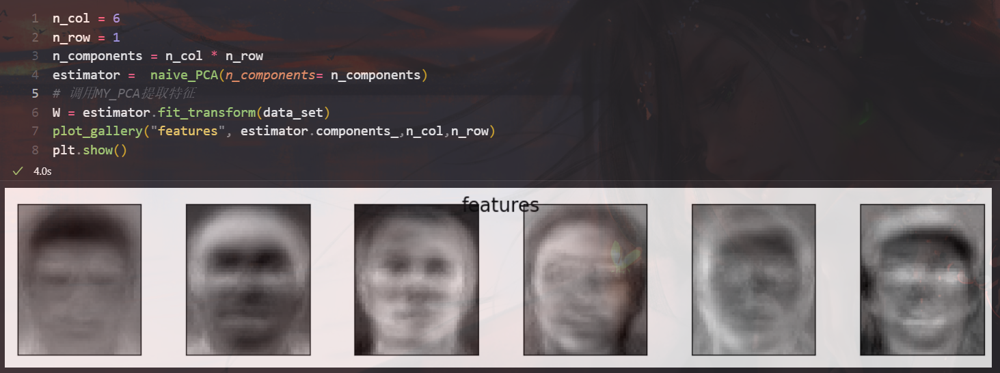 1 n_col = 6
2 n_row = 1
3 n_components = n_col * n_row
4 estimator =  naive_PCA(n_components= n_components)
5 # 调用MY_PCA提取特征
6 W = estimator.fit_transform(data_set)
7 plot_gallery("features", estimator.components_,n_col,n_row)
8 plt.show()
4.0s
features